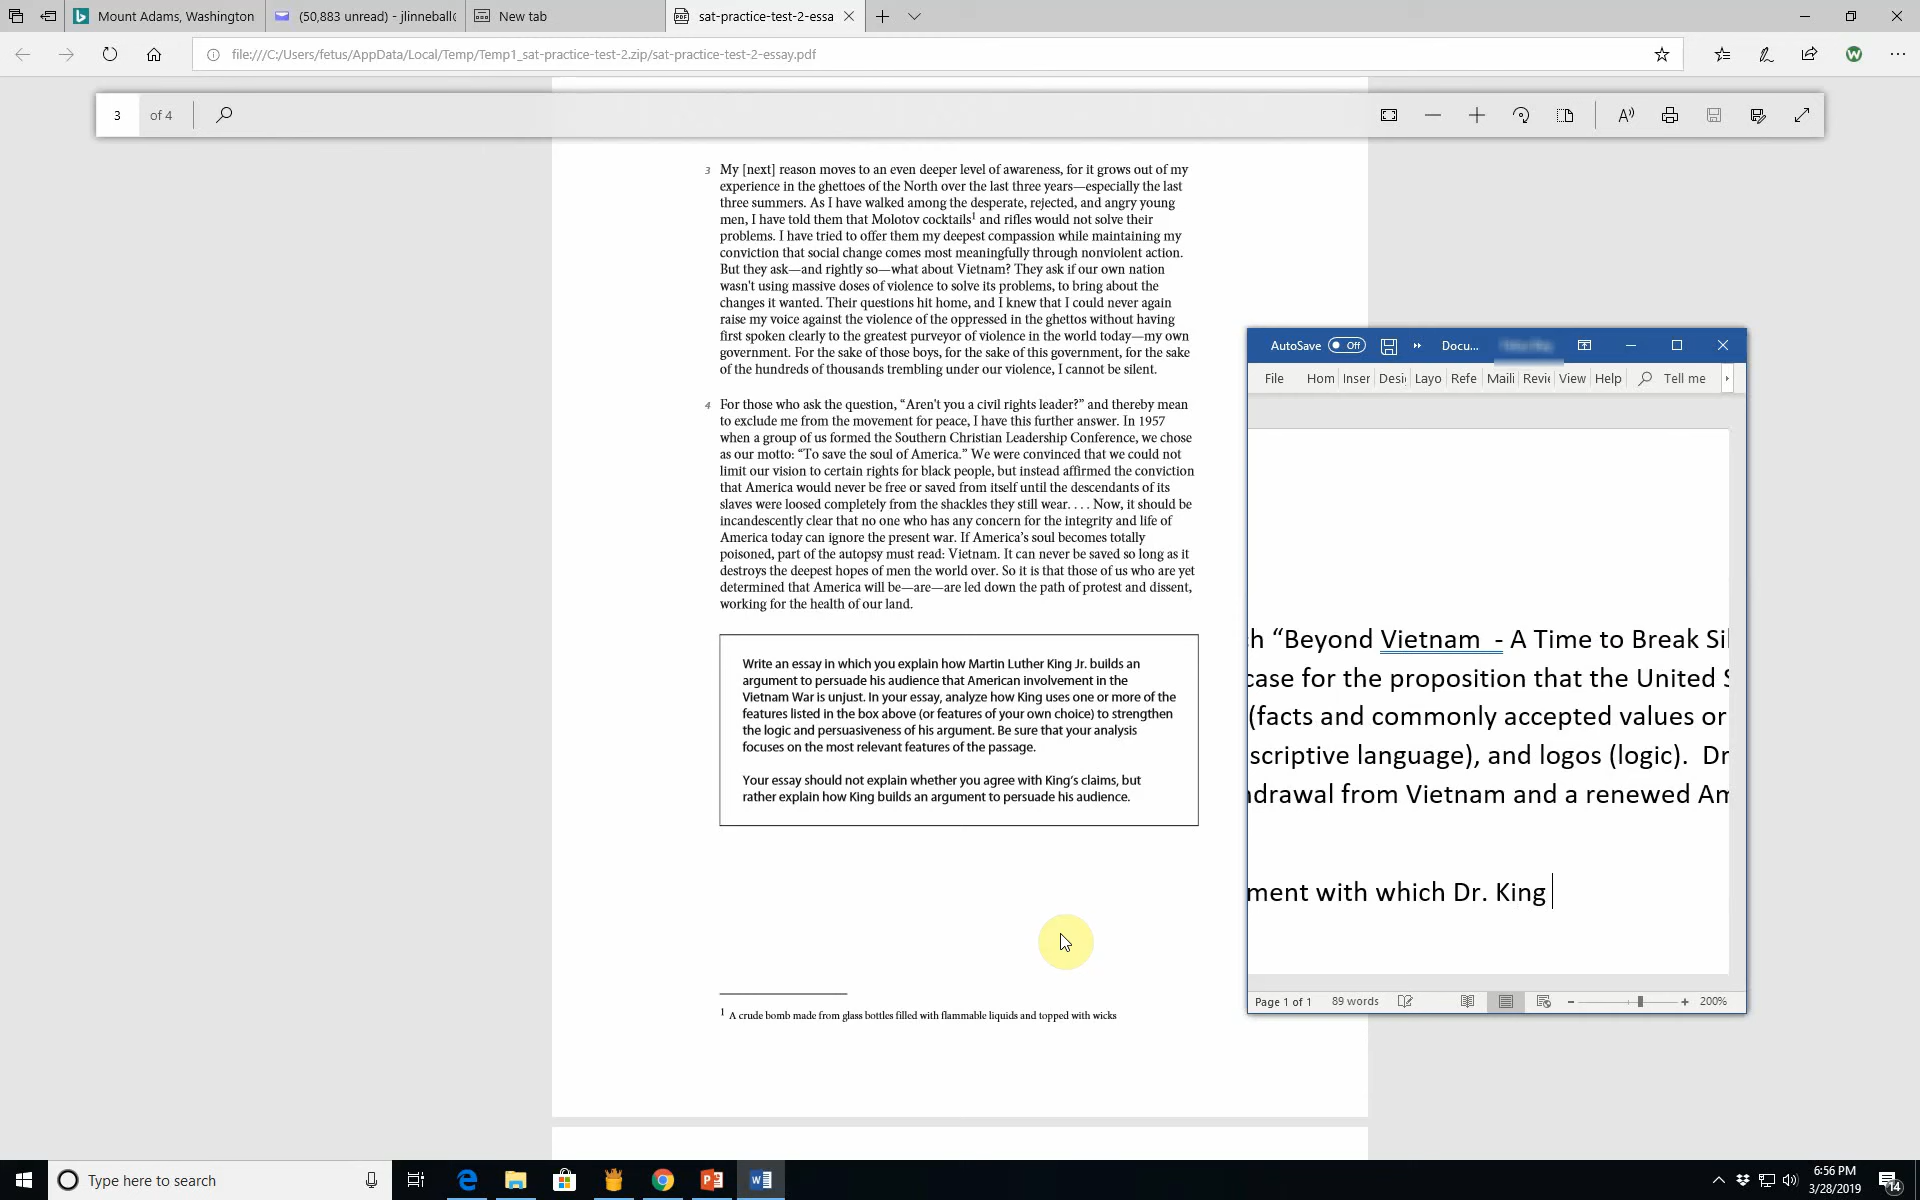 Mount Adams, Washington
(50,883 unread) - jlinneball(
New tab
sat-practice-test-2-essa
file:///C:/Users/fetus/AppData/Local/Temp/Temp1_sat-practice-test-2.zip/sat-practice-test-2-essay.pdf
W
3 of 4
3 My [next] reason moves to an even deeper level of awareness, for it grows out of my
experience in the ghettoes of the North over the last three years—especially the last
three summers. As I have walked among the desperate, rejected, and angry young
men, I have told them that Molotov cocktails1 and rifles would not solve their
problems. I have tried to offer them my deepest compassion while maintaining my
conviction that social change comes most meaningfully through nonviolent action.
But they ask—and rightly so—what about Vietnam? They ask if our own nation
wasn't using massive doses of violence to solve its problems, to bring about the
changes it wanted. Their questions hit home, and I knew that I could never again
raise my voice against the violence of the oppressed in the ghettos without having
first spoken clearly to the greatest purveyor of violence in the world today—my own
government. For the sake of those boys, for the sake of this government, for the sake
of the hundreds of thousands trembling under our violence, I cannot be silent.
4 For those who ask the question, “Aren't you a civil rights leader?” and thereby mean
to exclude me from the movement for peace, I have this further answer. In 1957
when a group of us formed the Southern Christian Leadership Conference, we chose
as our motto: “To save the soul of America.” We were convinced that we could not
limit our vision to certain rights for black people, but instead affirmed the conviction
that America would never be free or saved from itself until the descendants of its
slaves were loosed completely from the shackles they still wear. . . . Now, it should be
incandescently clear that no one who has any concern for the integrity and life of
America today can ignore the present war. If America’s soul becomes totally
poisoned, part of the autopsy must read: Vietnam. It can never be saved so long as it
destroys the deepest hopes of men the world over. So it is that those of us who are yet
determined that America will be—are—are led down the path of protest and dissent,
working for the health of our land.
Write an essay in which you explain how Martin Luther King Jr. builds an
argument to persuade his audience that American involvement in the
Vietnam War is unjust. In your essay, analyze how King uses one or more of the
features listed in the box above (or features of your own choice) to strengthen
the logic and persuasiveness of his argument. Be sure that your analysis
focuses on the most relevant features of the passage.
Your essay should not explain whether you agree with King’s claims, but
rather explain how King builds an argument to persuade his audience.
1 A crude bomb made from glass bottles filled with flammable liquids and topped with wicks
AutoSave Off Docu...
File Hom Inser Desi Layo Refe Maili Revie View Help Tell me
h “Beyond Vietnam - A Time to Break Sil
case for the proposition that the United S
(facts and commonly accepted values or
scriptive language), and logos (logic). Dr
drawal from Vietnam and a renewed Am
ment with which Dr. King
Page 1 of 1 89 words 200%
Type here to search
6:56 PM
3/28/2019
14